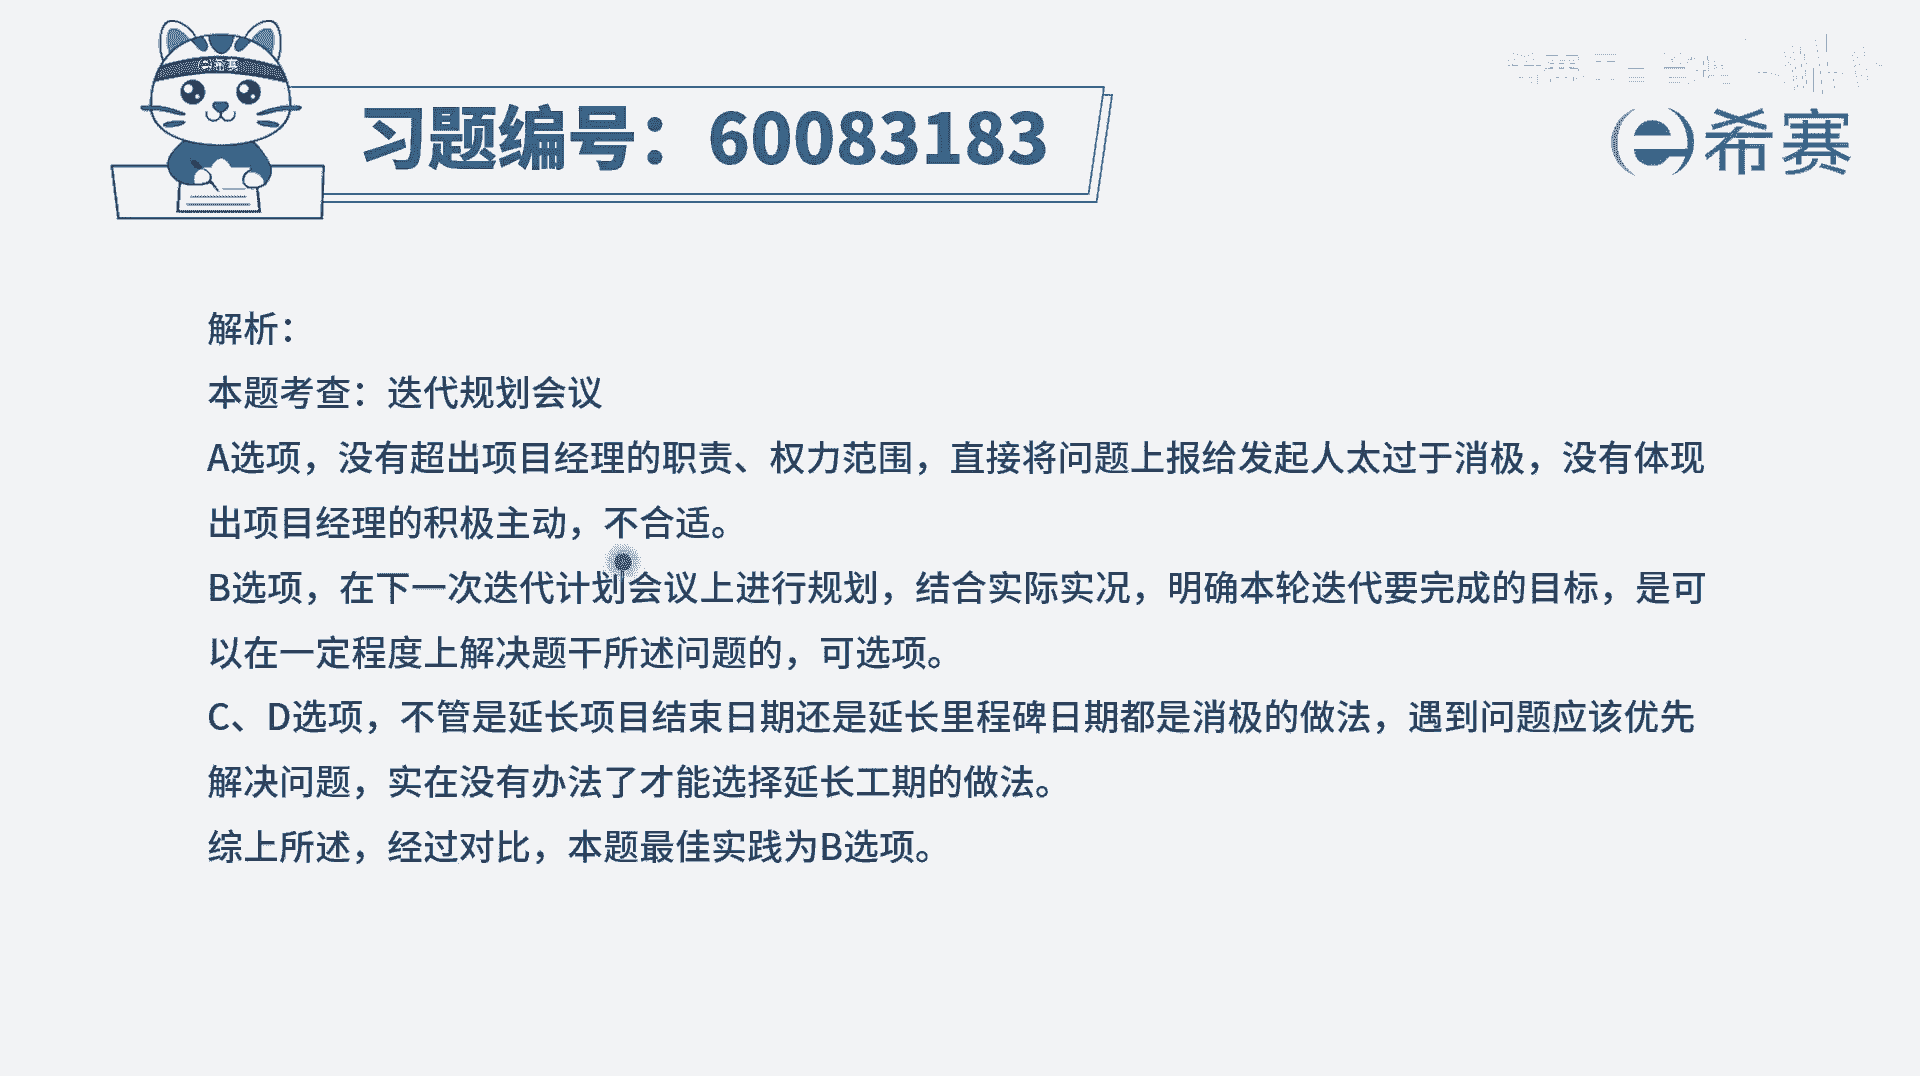 e希赛
习题编号：60083183
e希赛
解析：
本题考查：迭代规划会议
A选项，没有超出项目经理的职责、权力范围，直接将问题上报给发起人太过于消极，没有体现
出项目经理的积极主动，不合适。
B选项，在下一次迭代计划会议上进行规划，结合实际实况，明确本轮迭代要完成的目标，是可
以在一定程度上解决题干所述问题的，可选项。
C、D选项，不管是延长项目结束日期还是延长里程碑日期都是消极的做法，遇到问题应该优先
解决问题，实在没有办法了才能选择延长工期的做法。
综上所述，经过对比，本题最佳实践为B选项。